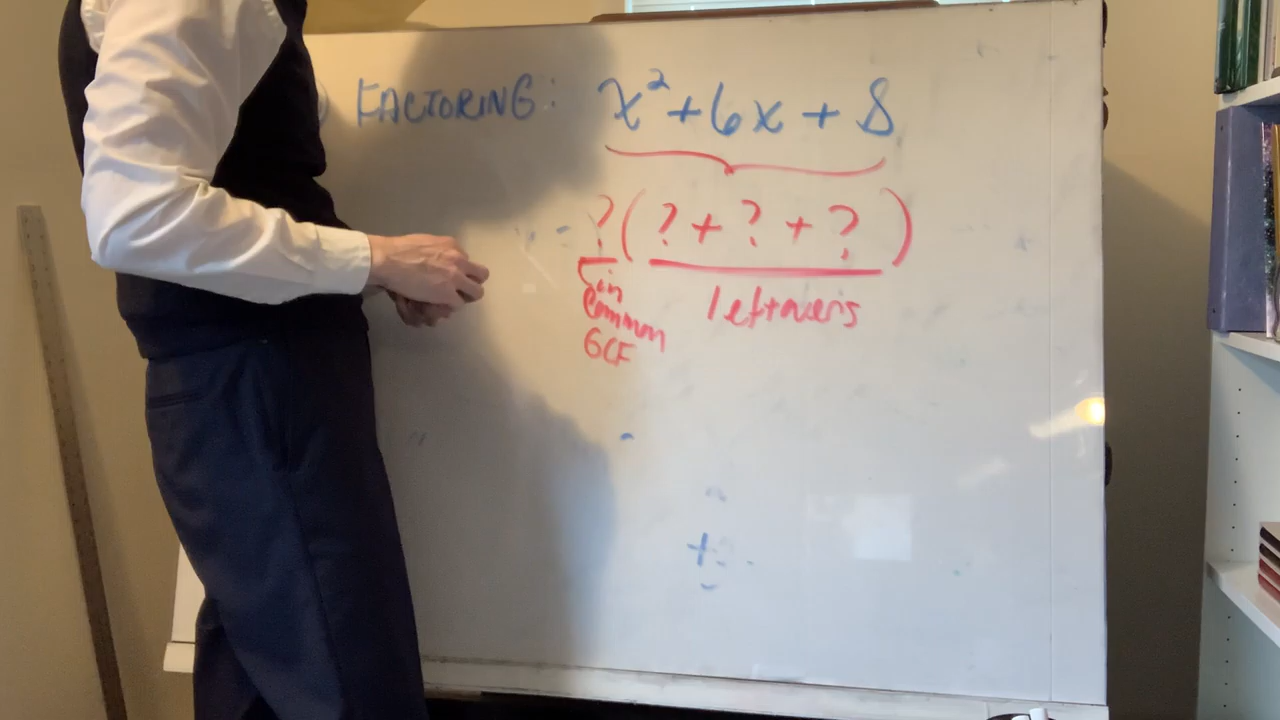 ) FACTORING: x² + 6x + 8
= ? ( ? + ? + ? )
in
common
GCF
leftovers